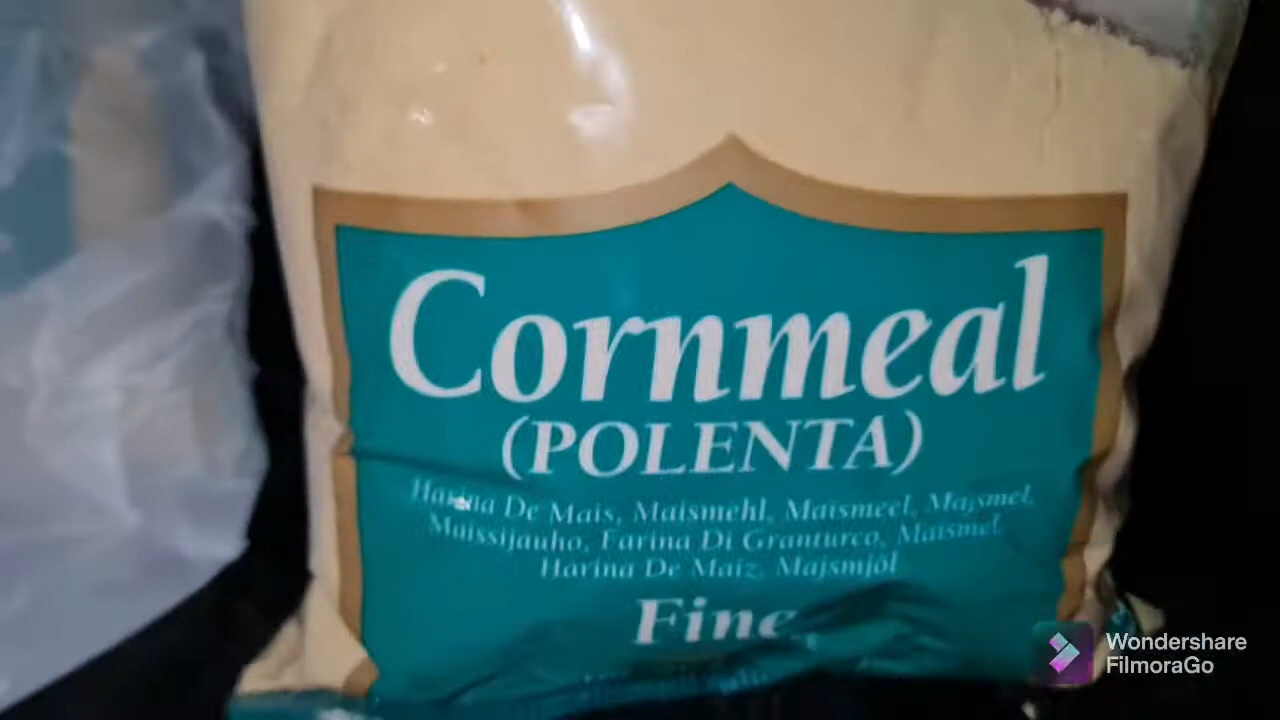 Cornmeal
(POLENTA)
Harina De Mais, Maismehl, Maismeel, Majsmel,
Maissijauho, Farina Di Granturco, Maismel
Harina De Maiz, Majsmjöl
Fine
Wondershare
FilmoraGo